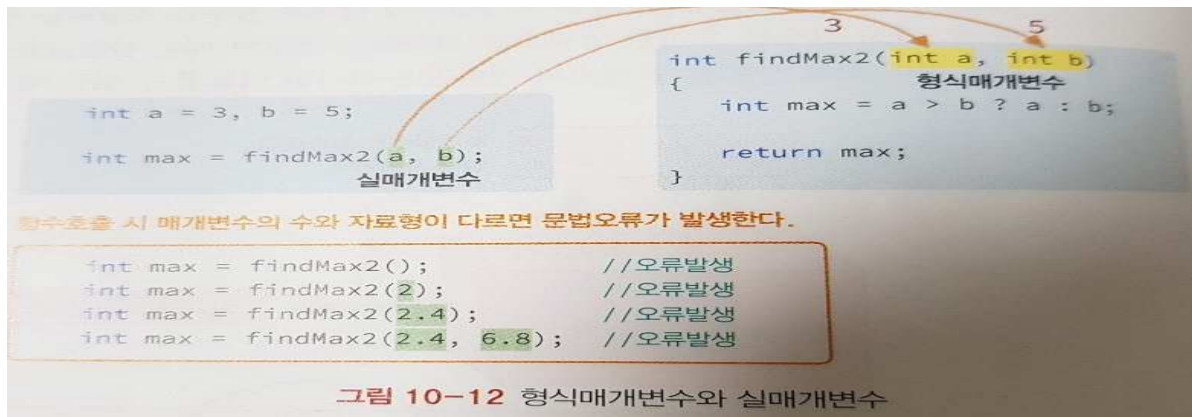 3 5
int a = 3, b = 5;
int max = findMax2(a, b);
실매개변수
int findMax2(int a, int b)
{ 형식매개변수
int max = a > b ? a : b;
return max;
}
함수호출 시 매개변수의 수와 자료형이 다르면 문법오류가 발생한다.
int max = findMax2(); //오류발생
int max = findMax2(2); //오류발생
int max = findMax2(2.4); //오류발생
int max = findMax2(2.4, 6.8); //오류발생
그림 10-12 형식매개변수와 실매개변수